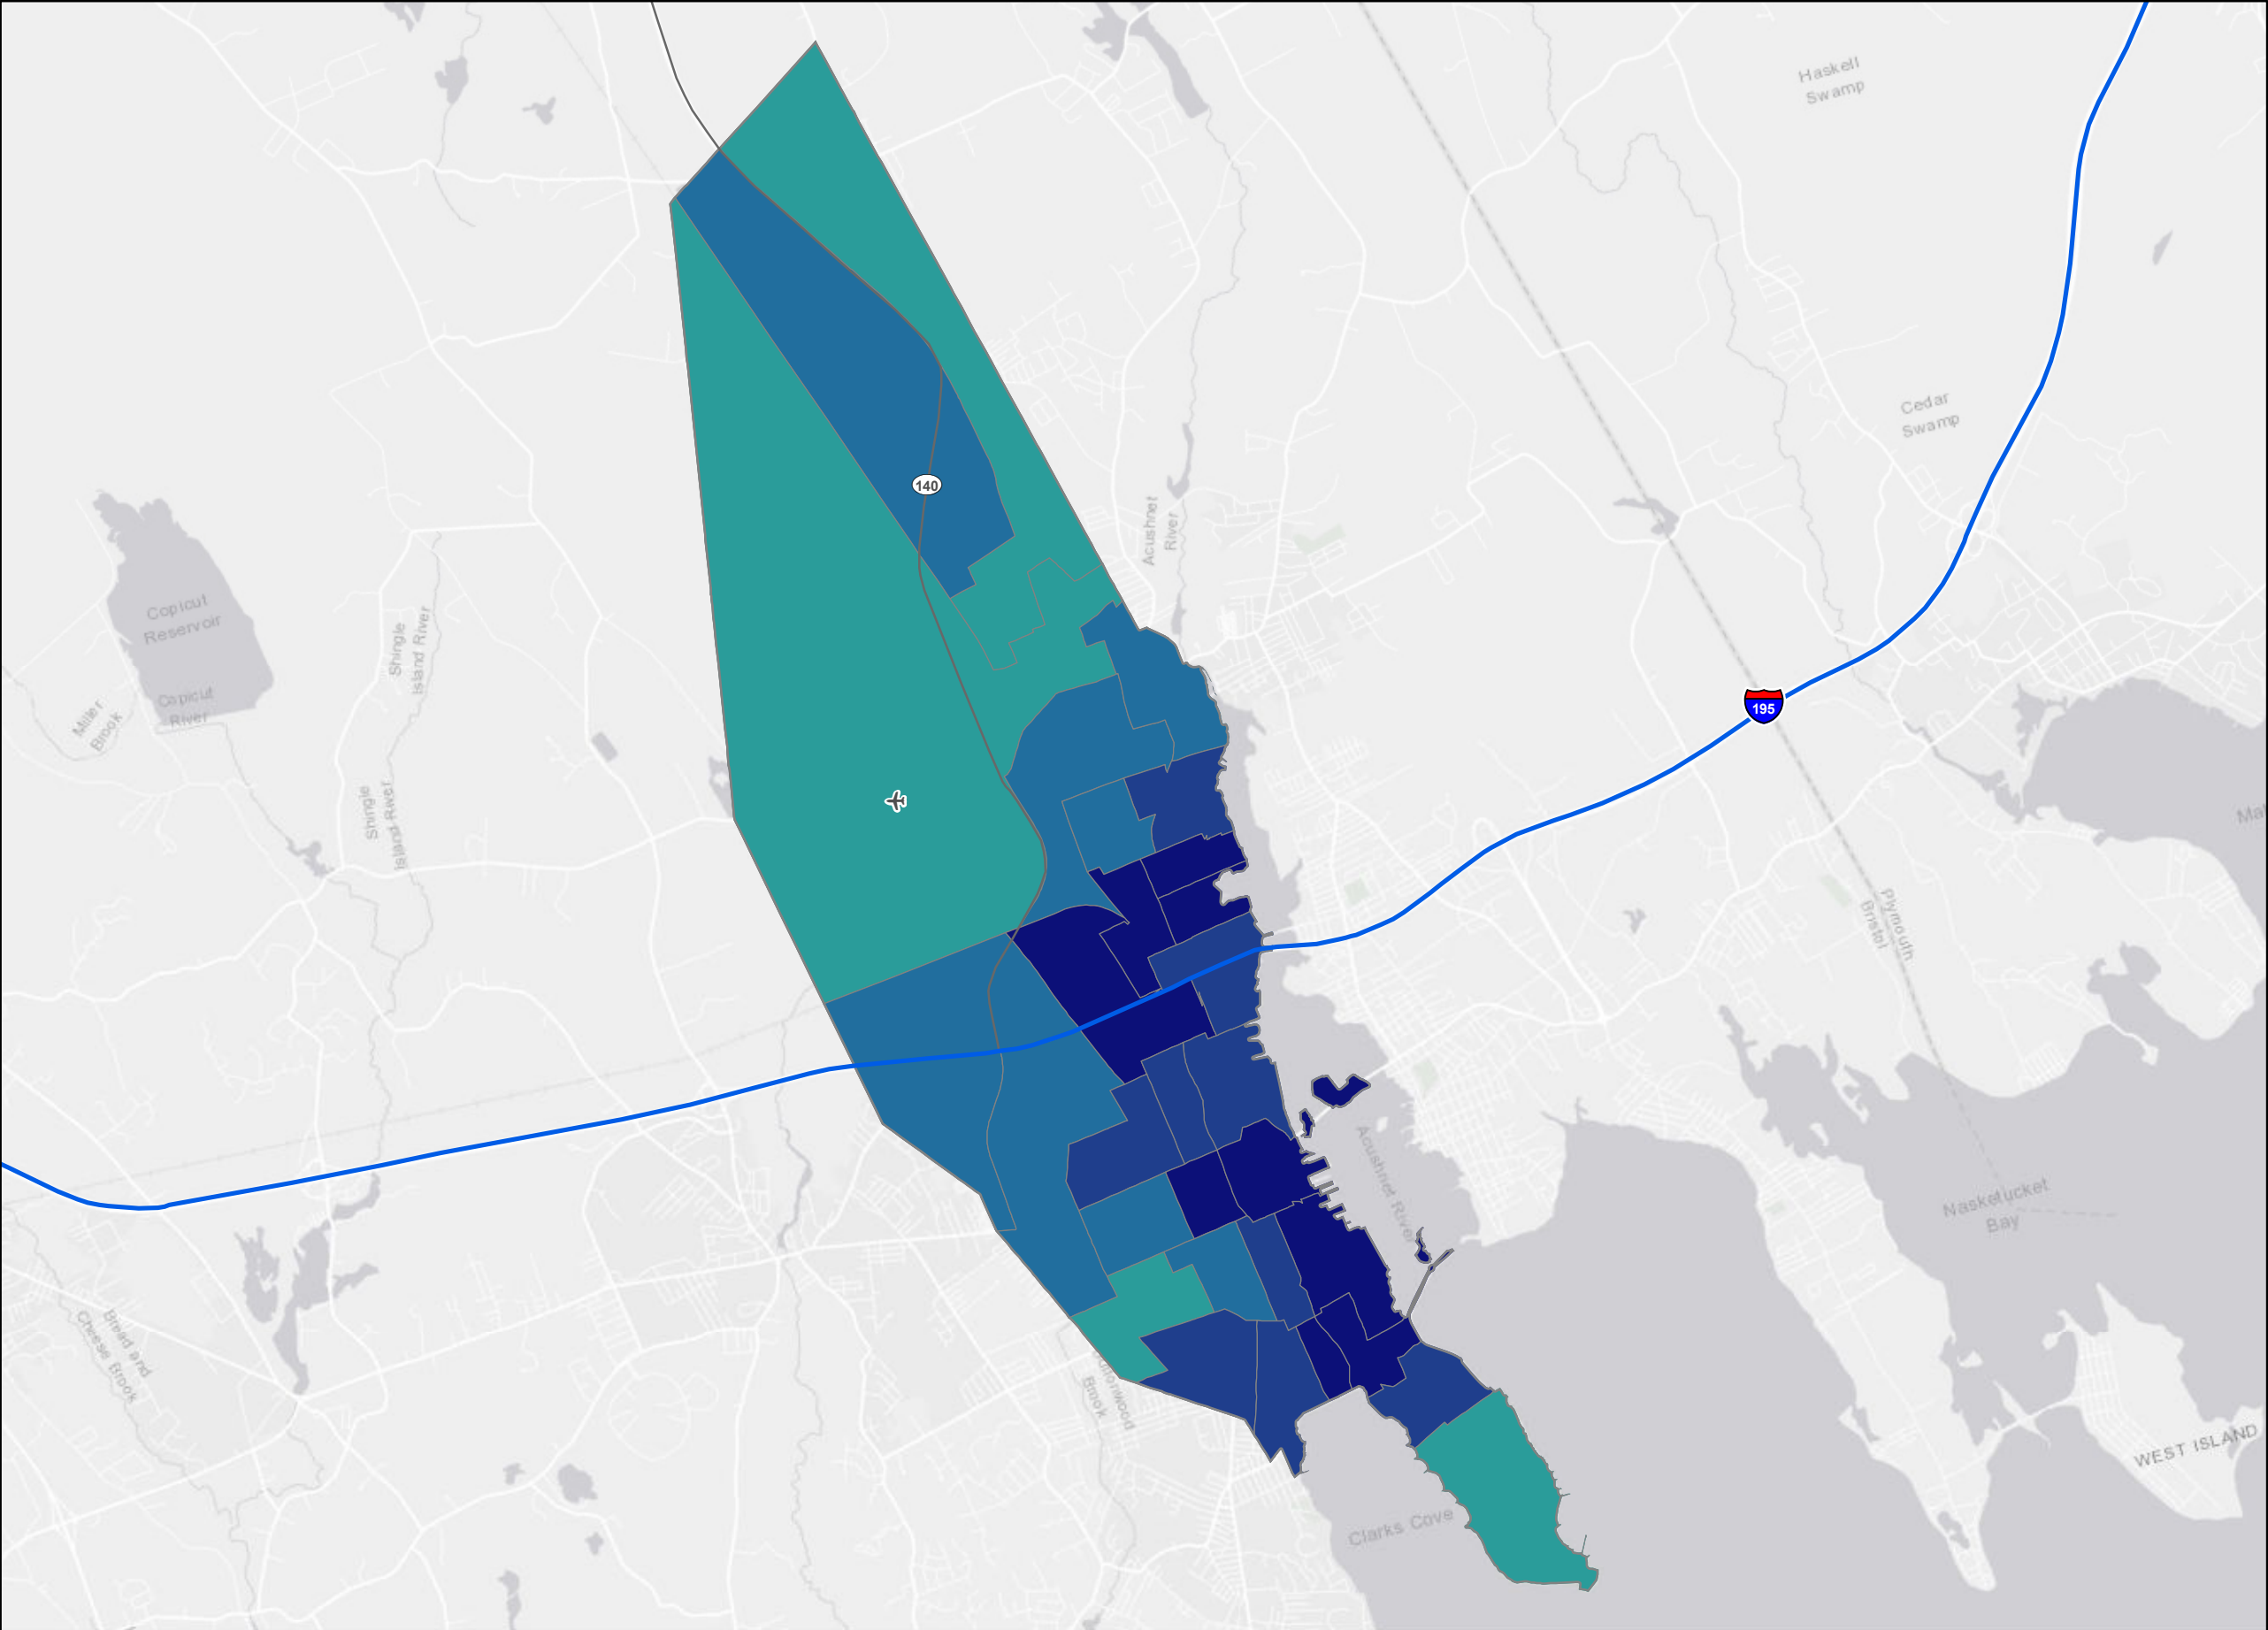 Haskell
Swamp
Cedar
Swamp
140
Acushnet
River
Copicut
Reservoir
Shingle
Island River
Copicut
River
Miller
Brook
195
Shingle
Island River
Plymouth
Bristol
Acushnet River
Nasketucket
Bay
Bread and
Cheese Brook
Brook
WEST ISLAND
Clarks Cove